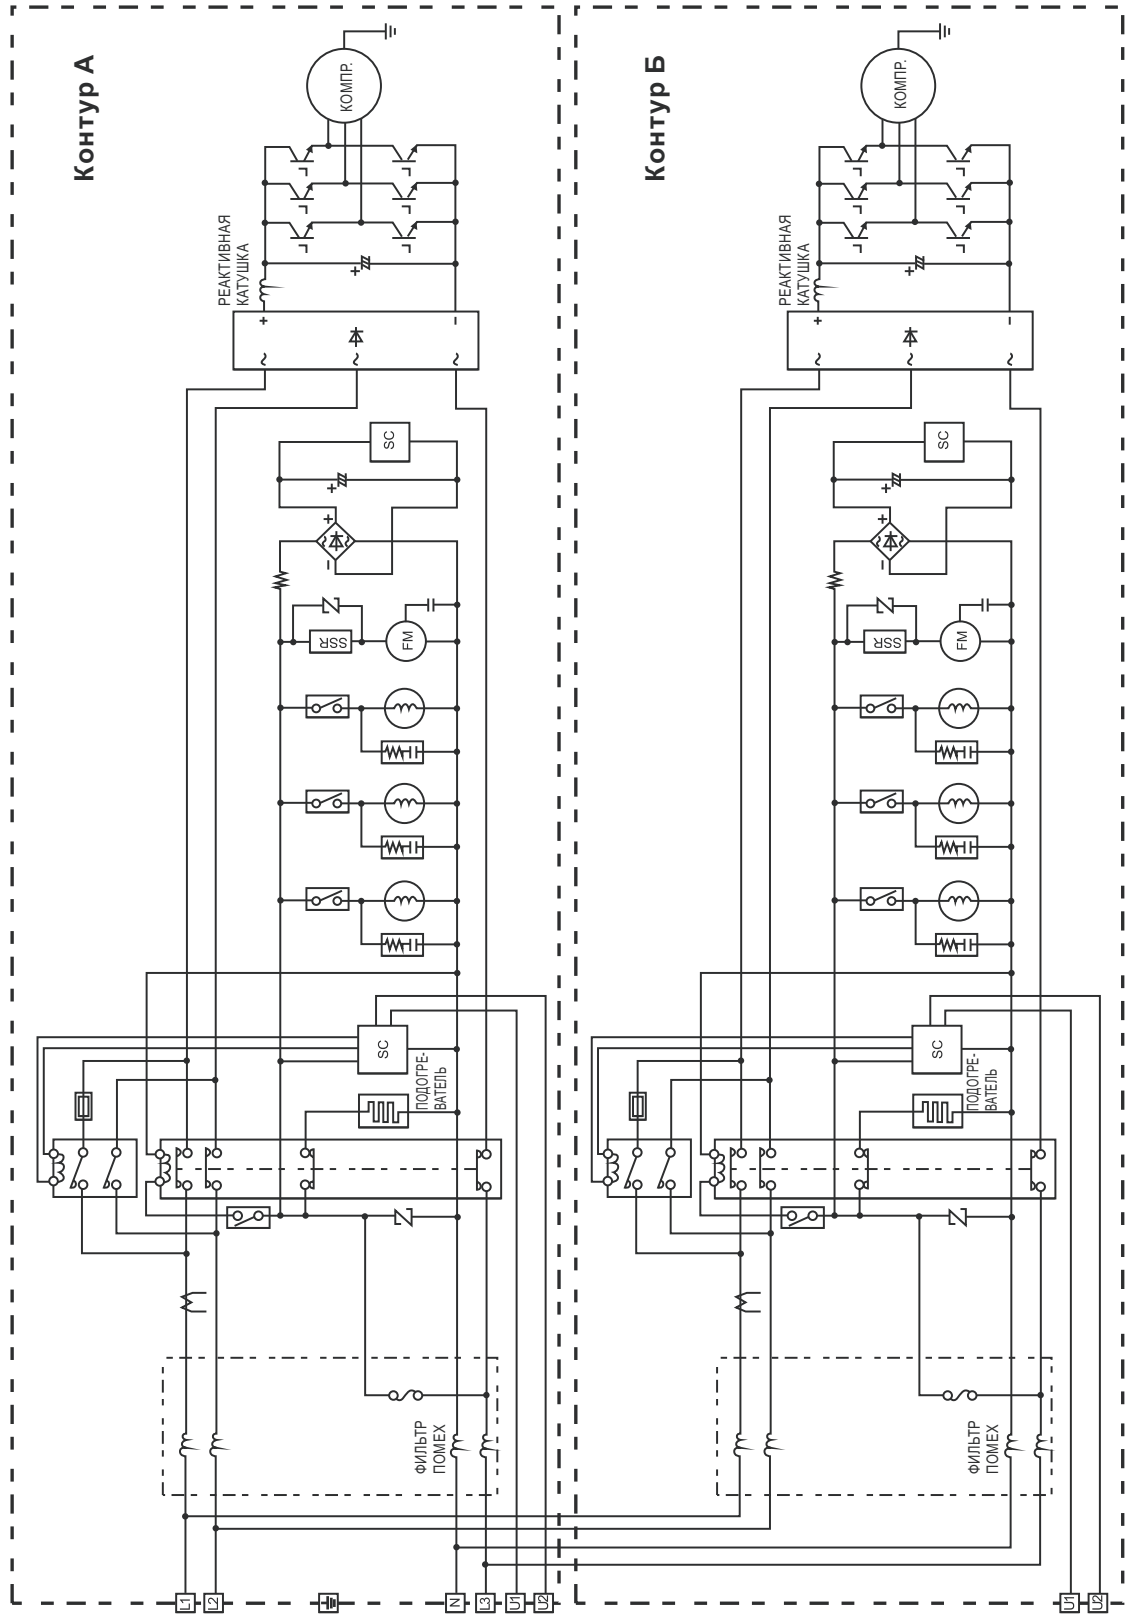 Контур А
КОМПР.
РЕАКТИВНАЯ
КАТУШКА
+
−
+
SC
+
+
−
SSR
FM
SC
ПОДОГРЕ-
ВАТЕЛЬ
ФИЛЬТР
ПОМЕХ
L1
L2
N
L3
U1
U2
Контур Б
КОМПР.
РЕАКТИВНАЯ
КАТУШКА
+
−
+
SC
+
+
−
SSR
FM
SC
ПОДОГРЕ-
ВАТЕЛЬ
ФИЛЬТР
ПОМЕХ
U1
U2